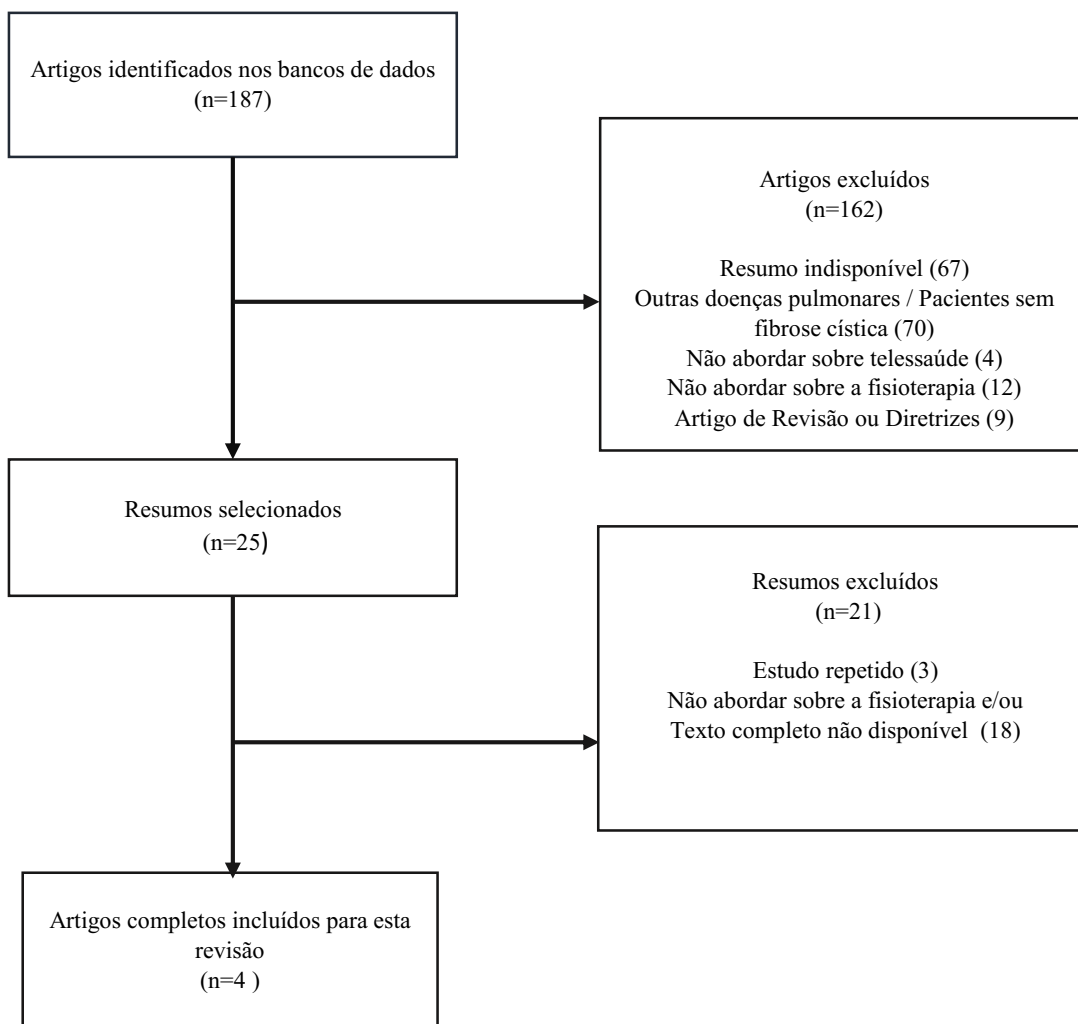 Artigos identificados nos bancos de dados
(n=187)
Artigos excluídos
(n=162)
Resumo indisponível (67)
Outras doenças pulmonares / Pacientes sem
fibrose cística (70)
Não abordar sobre telessaúde (4)
Não abordar sobre a fisioterapia (12)
Artigo de Revisão ou Diretrizes (9)
Resumos selecionados
(n=25)
Resumos excluídos
(n=21)
Estudo repetido (3)
Não abordar sobre a fisioterapia e/ou
Texto completo não disponível (18)
Artigos completos incluídos para esta
revisão
(n=4 )